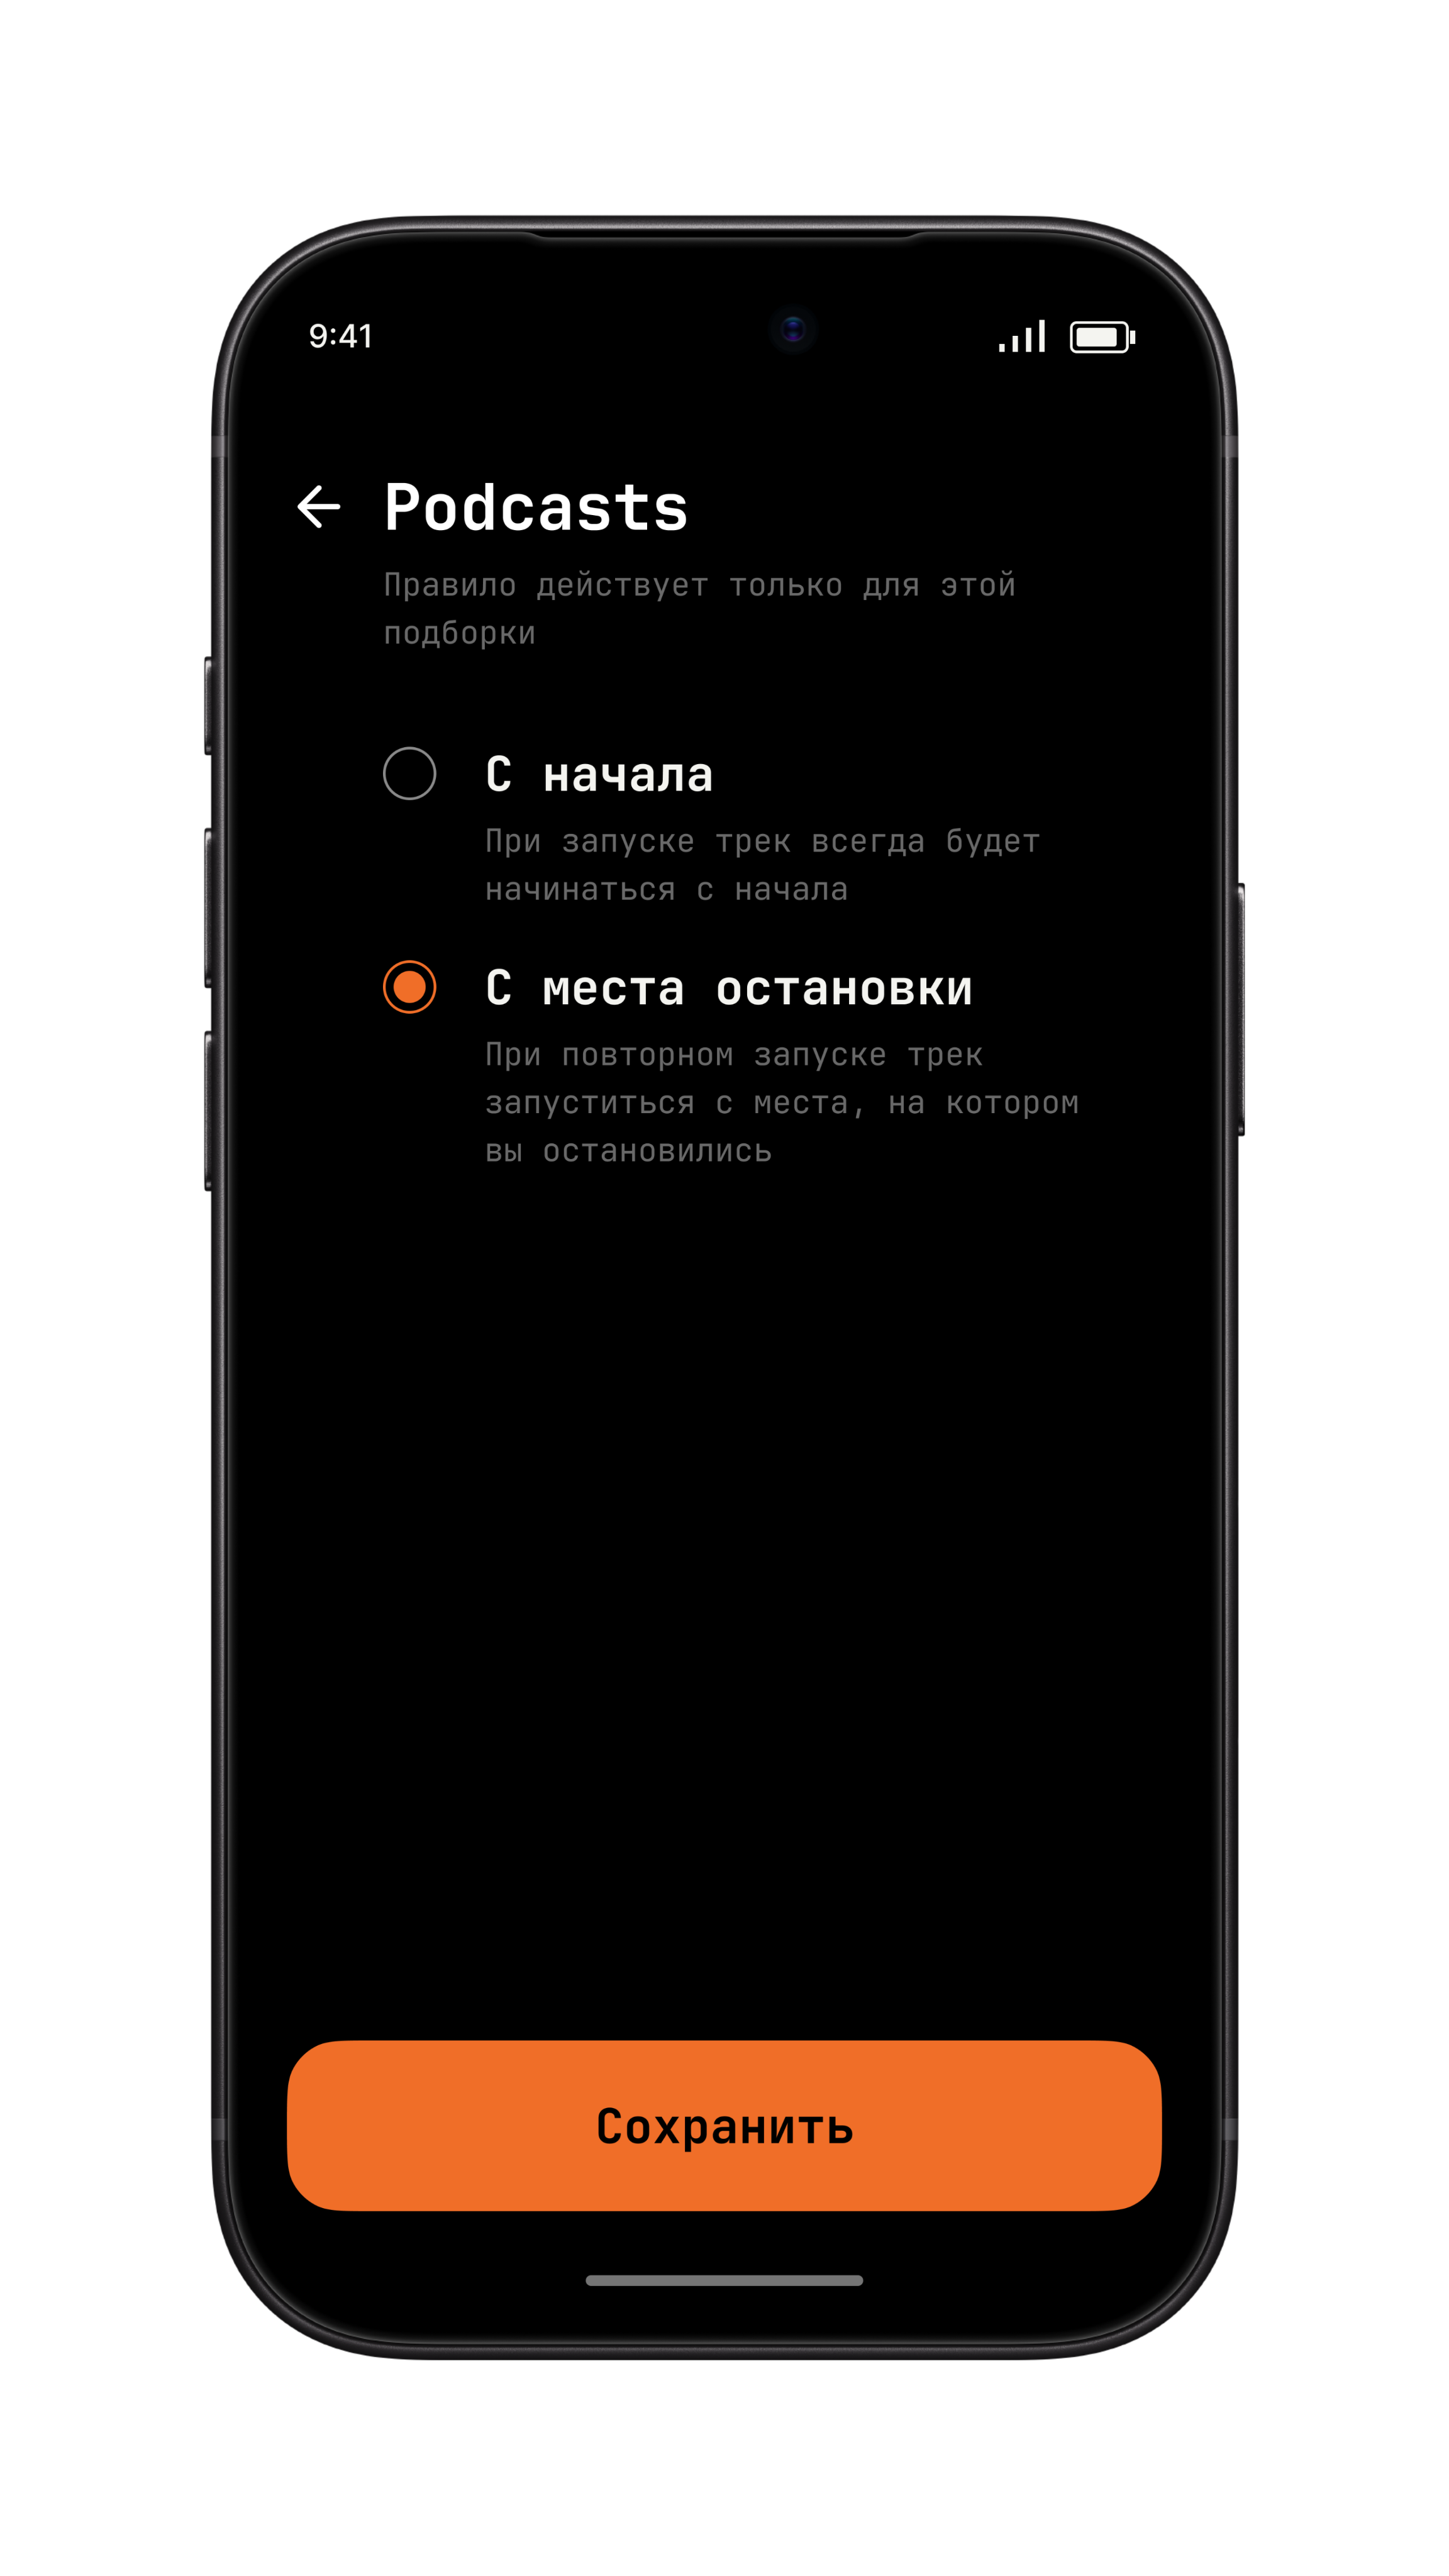 9:41
Podcasts
Правило действует только для этой
подборки
С начала
При запуске трек всегда будет
начинаться с начала
С места остановки
При повторном запуске трек
запуститься с места, на котором
вы остановились
Сохранить